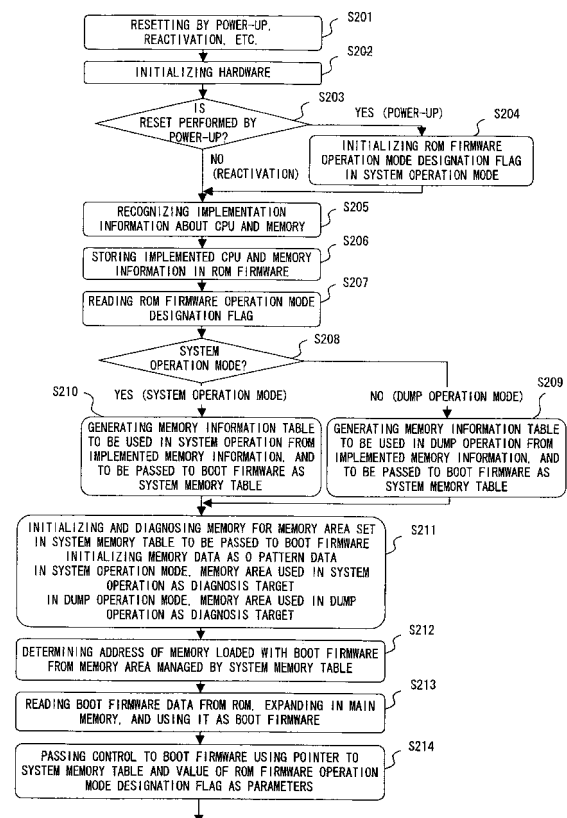 RESETTING BY POWER-UP,
REACTIVATION, ETC.
S201
INITIALIZING HARDWARE
S202
IS
RESET PERFORMED BY
POWER-UP?
S203
YES (POWER-UP)
S204
INITIALIZING ROM FIRMWARE
OPERATION MODE DESIGNATION FLAG
IN SYSTEM OPERATION MODE
NO
(REACTIVATION)
RECOGNIZING IMPLEMENTATION
INFORMATION ABOUT CPU AND MEMORY
S205
STORING IMPLEMENTED CPU AND MEMORY
INFORMATION IN ROM FIRMWARE
S206
READING ROM FIRMWARE OPERATION MODE
DESIGNATION FLAG
S207
SYSTEM
OPERATION MODE?
S208
S210
YES (SYSTEM OPERATION MODE)
NO (DUMP OPERATION MODE)
S209
GENERATING MEMORY INFORMATION TABLE
TO BE USED IN SYSTEM OPERATION FROM
IMPLEMENTED MEMORY INFORMATION, AND
TO BE PASSED TO BOOT FIRMWARE AS
SYSTEM MEMORY TABLE
GENERATING MEMORY INFORMATION TABLE
TO BE USED IN DUMP OPERATION FROM
IMPLEMENTED MEMORY INFORMATION, AND
TO BE PASSED TO BOOT FIRMWARE AS
SYSTEM MEMORY TABLE
INITIALIZING AND DIAGNOSING MEMORY FOR MEMORY AREA SET
IN SYSTEM MEMORY TABLE TO BE PASSED TO BOOT FIRMWARE
INITIALIZING MEMORY DATA AS 0 PATTERN DATA
IN SYSTEM OPERATION MODE, MEMORY AREA USED IN SYSTEM
OPERATION AS DIAGNOSIS TARGET
IN DUMP OPERATION MODE, MEMORY AREA USED IN DUMP
OPERATION AS DIAGNOSIS TARGET
S211
DETERMINING ADDRESS OF MEMORY LOADED WITH BOOT FIRMWARE
FROM MEMORY AREA MANAGED BY SYSTEM MEMORY TABLE
S212
READING BOOT FIRMWARE DATA FROM ROM, EXPANDING IN MAIN
MEMORY, AND USING IT AS BOOT FIRMWARE
S213
PASSING CONTROL TO BOOT FIRMWARE USING POINTER TO
SYSTEM MEMORY TABLE AND VALUE OF ROM FIRMWARE OPERATION
MODE DESIGNATION FLAG AS PARAMETERS
S214